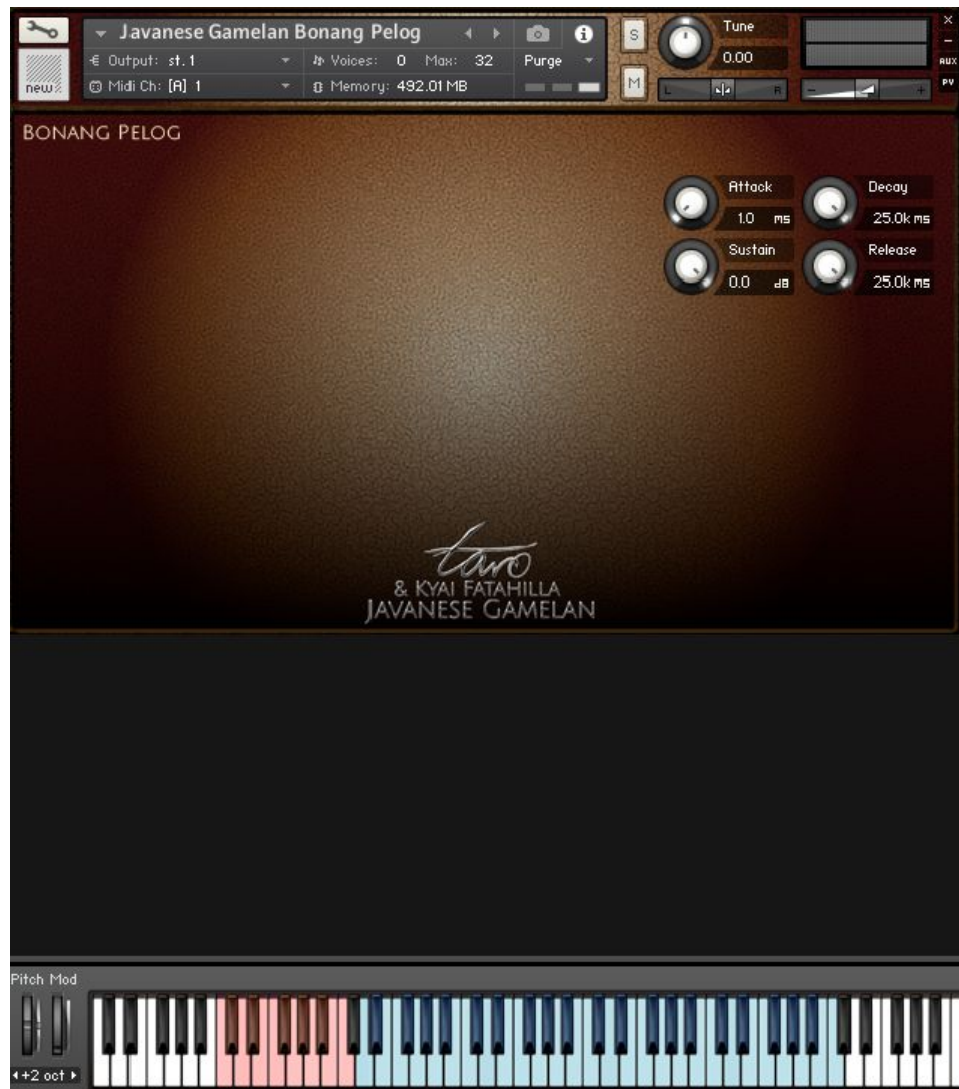 Javanese Gamelan Bonang Pelog
Output: st. 1
Voices: 0 Max: 32
Purge
new
Midi Ch: [A] 1
Memory: 492.01 MB
S
M
Tune
0.00
L
R
AUX
PV
BONANG PELOG
Attack
1.0 ms
Decay
25.0k ms
Sustain
0.0 dB
Release
25.0k ms
taro
& KYAI FATAHILLA
JAVANESE GAMELAN
Pitch Mod
+2 oct